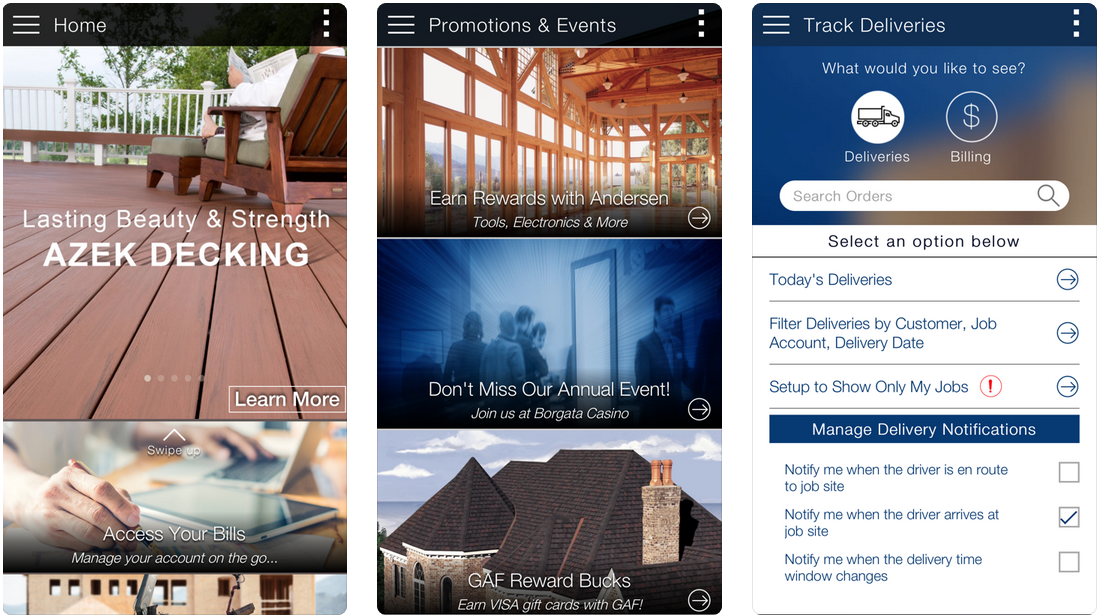 Home
Lasting Beauty & Strength
AZEK DECKING
Learn More
Swipe up
Access Your Bills
Manage your account on the go...
Promotions & Events
Earn Rewards with Andersen
Tools, Electronics & More
Don't Miss Our Annual Event!
Join us at Borgata Casino
GAF Reward Bucks
Earn VISA gift cards with GAF!
Track Deliveries
What would you like to see?
$
Deliveries
Billing
Search Orders
Select an option below
Today's Deliveries
Filter Deliveries by Customer, Job
Account, Delivery Date
Setup to Show Only My Jobs !
Manage Delivery Notifications
Notify me when the driver is en route
to job site
Notify me when the driver arrives at
job site
Notify me when the delivery time
window changes